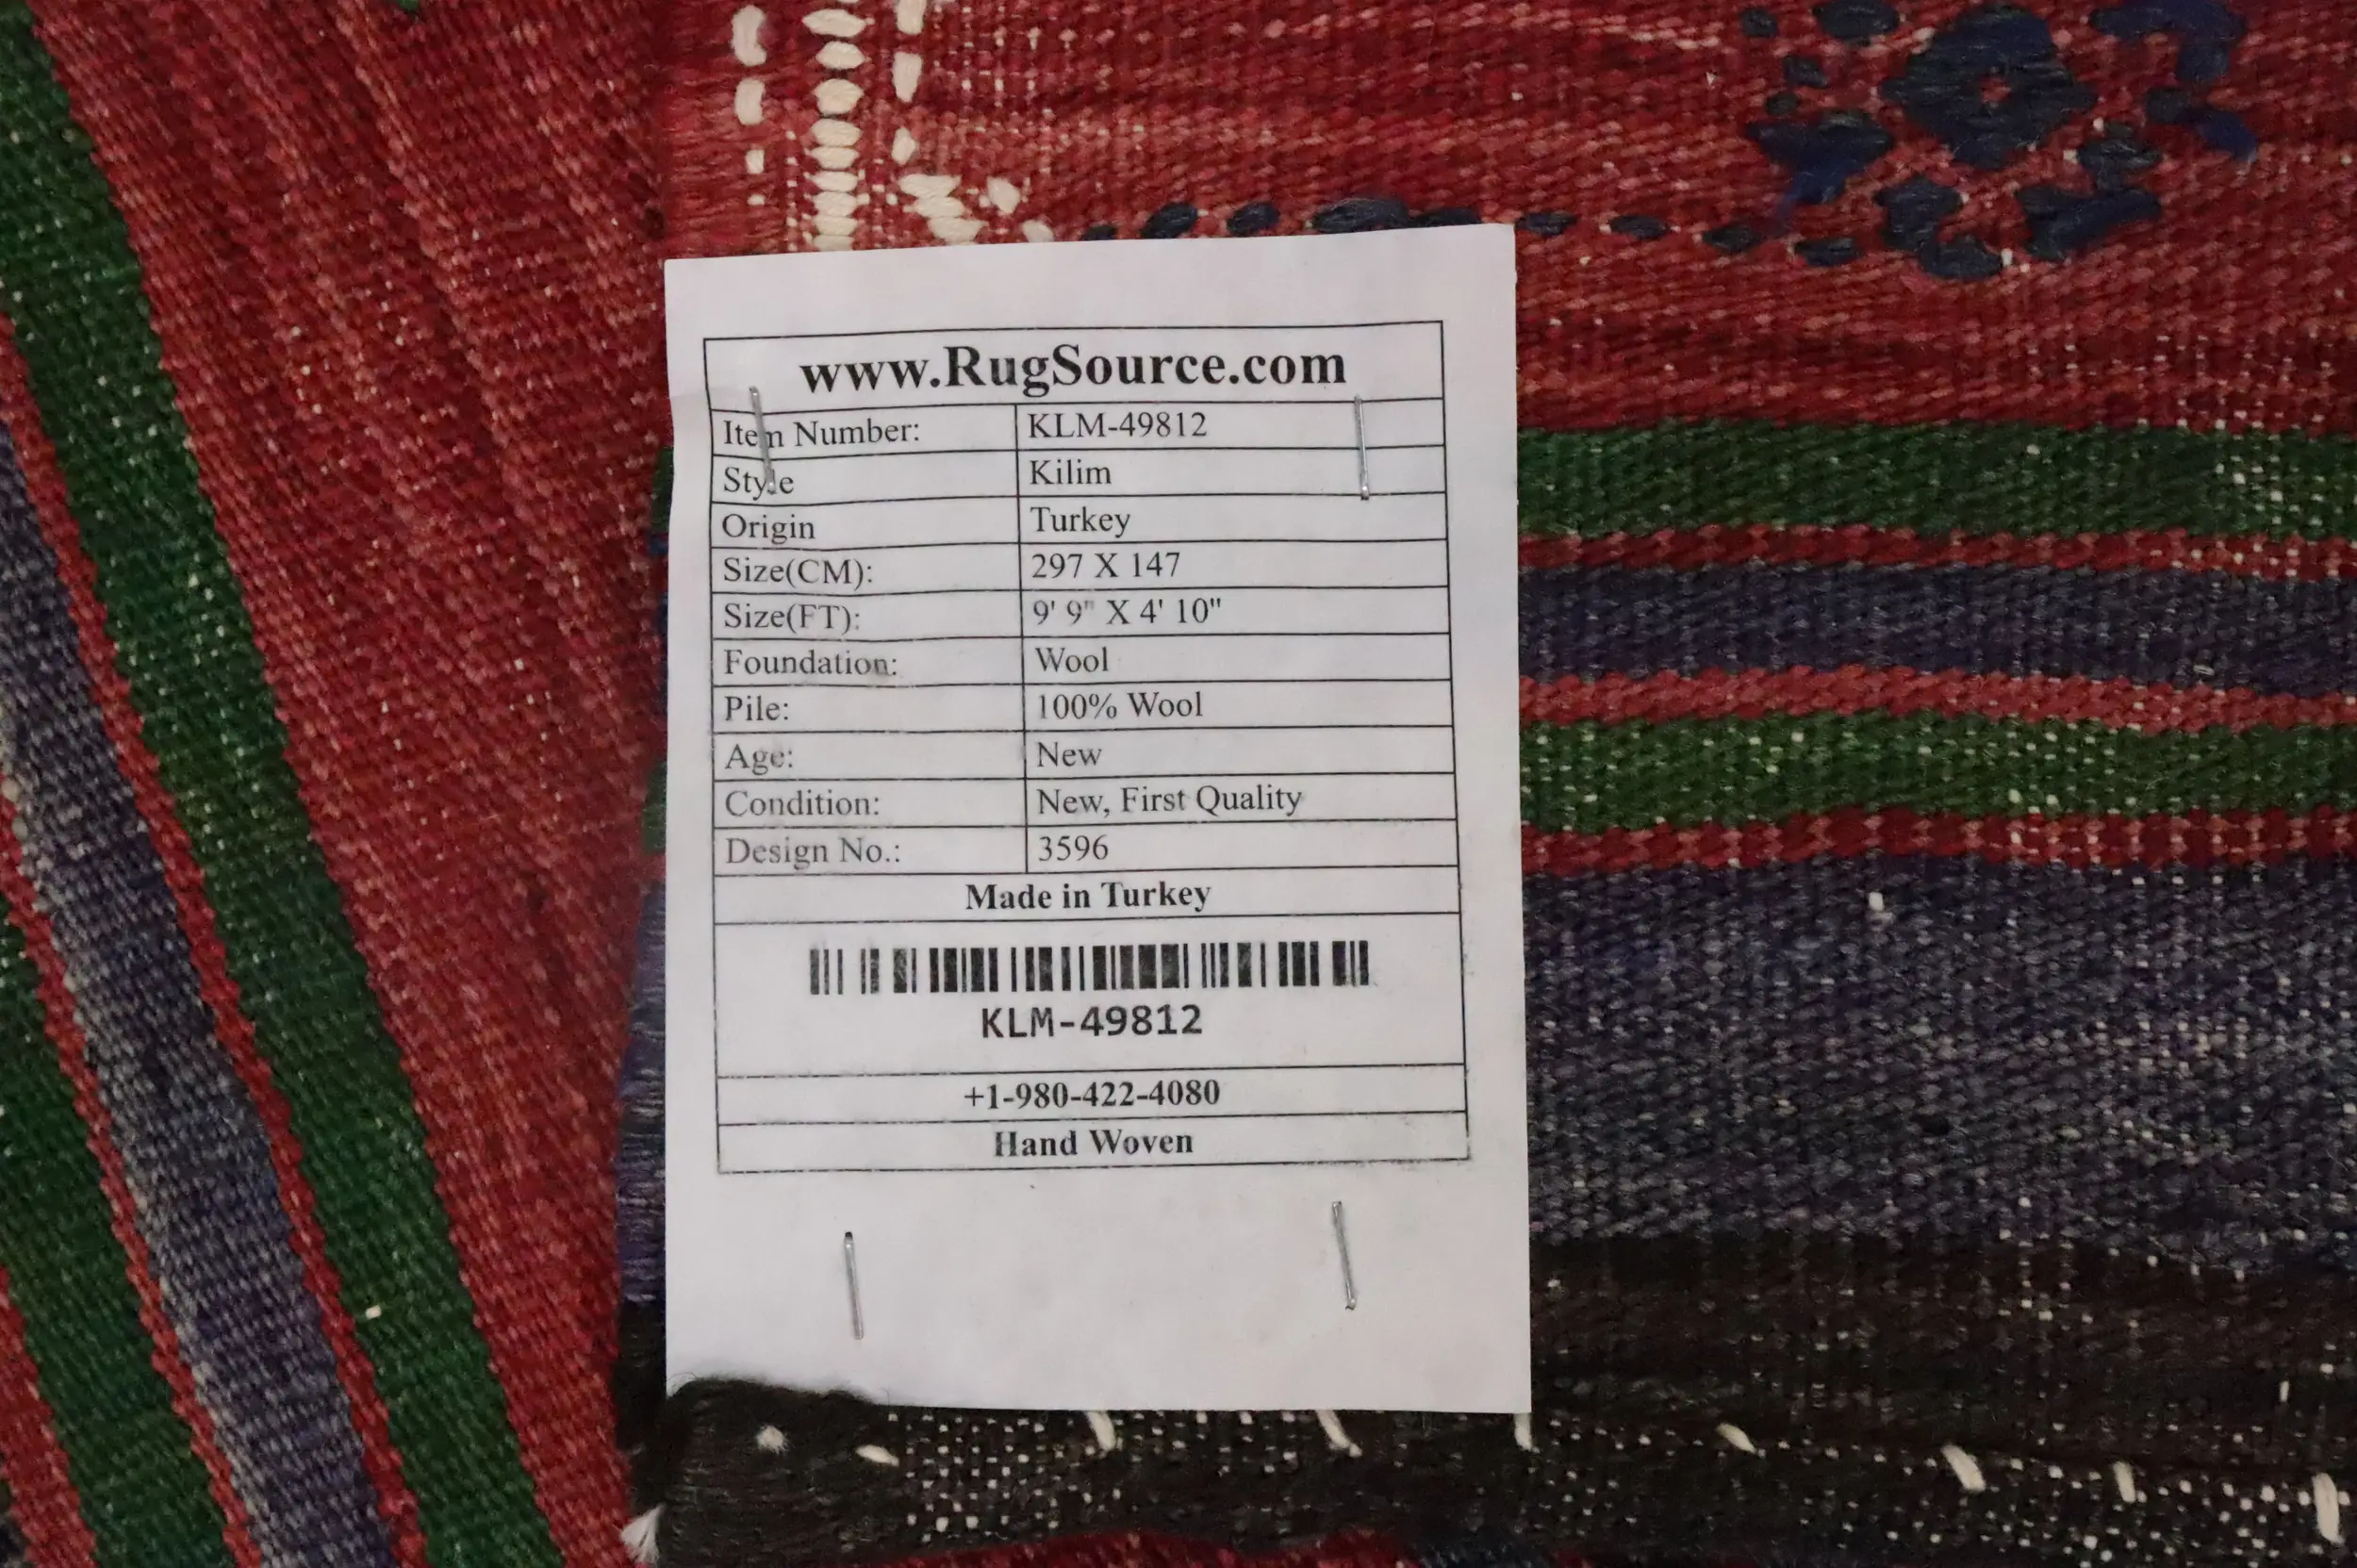 www.RugSource.com
Item Number: KLM-49812
Style Kilim
Origin Turkey
Size(CM): 297 X 147
Size(FT): 9' 9" X 4' 10"
Foundation: Wool
Pile: 100% Wool
Age: New
Condition: New, First Quality
Design No.: 3596
Made in Turkey
KLM-49812
+1-980-422-4080
Hand Woven